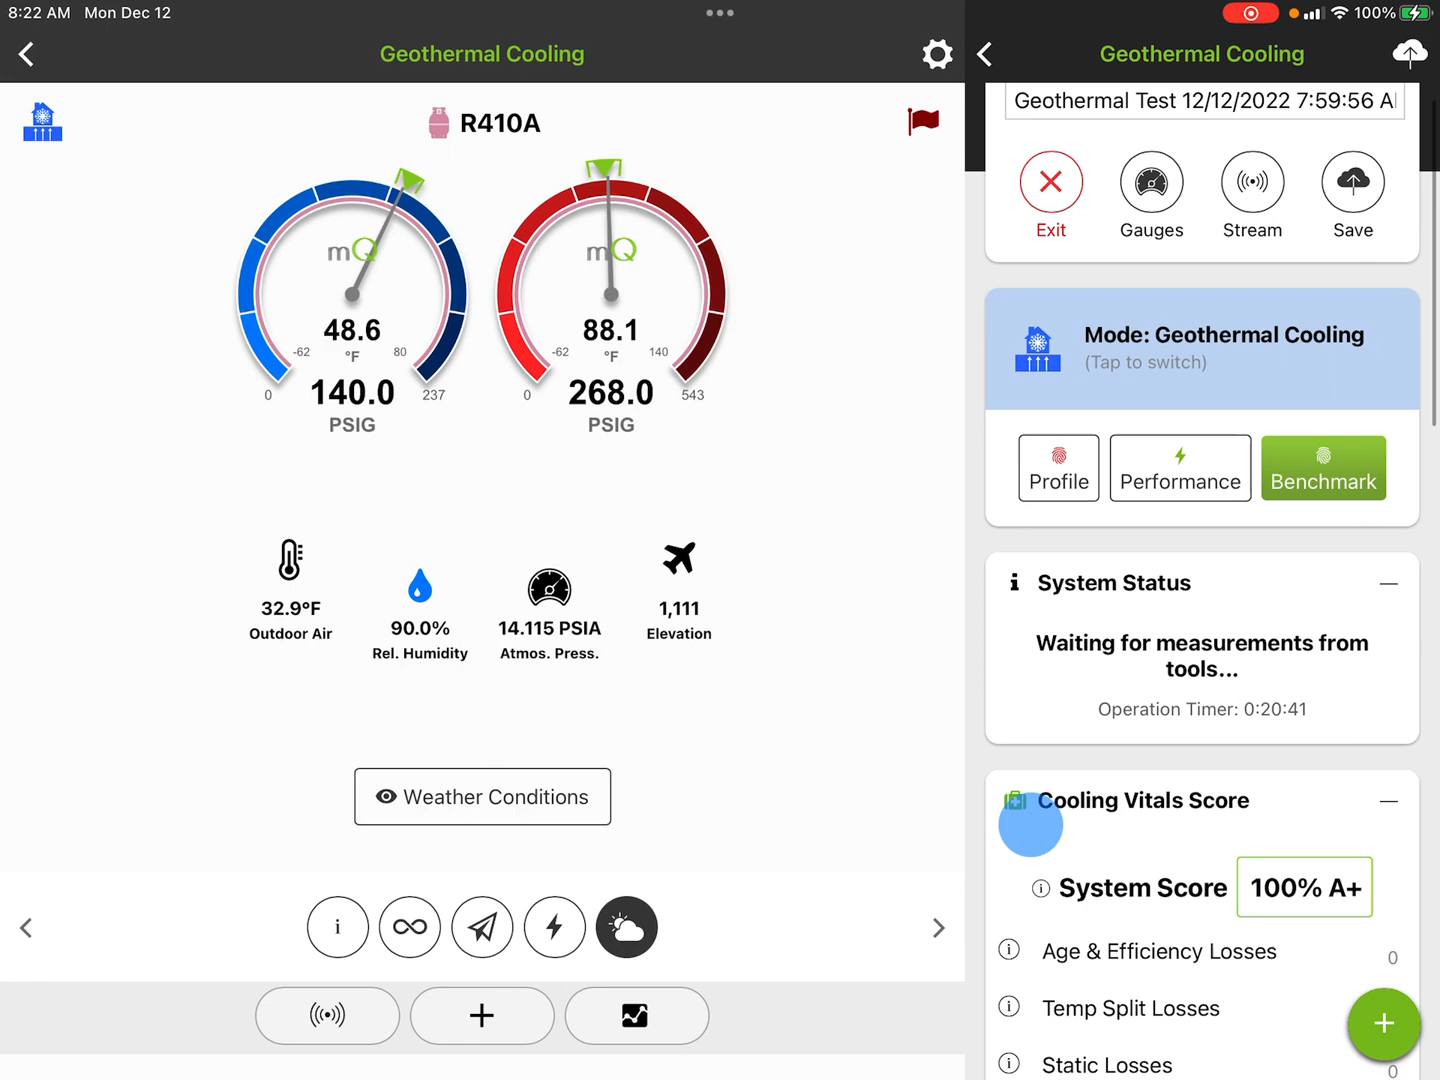 8:22 AM Mon Dec 12
100%
Geothermal Cooling
R410A
mQ
48.6
°F
-62
80
140.0
0
237
PSIG
mQ
88.1
°F
-62
140
268.0
0
543
PSIG
32.9°F
Outdoor Air
90.0%
Rel. Humidity
14.115 PSIA
Atmos. Press.
1,111
Elevation
Weather Conditions
Geothermal Cooling
Geothermal Test 12/12/2022 7:59:56 A
Exit
Gauges
Stream
Save
Mode: Geothermal Cooling
(Tap to switch)
Profile
Performance
Benchmark
System Status
Waiting for measurements from
tools...
Operation Timer: 0:20:41
Cooling Vitals Score
System Score 100% A+
Age & Efficiency Losses 0
Temp Split Losses
Static Losses 0